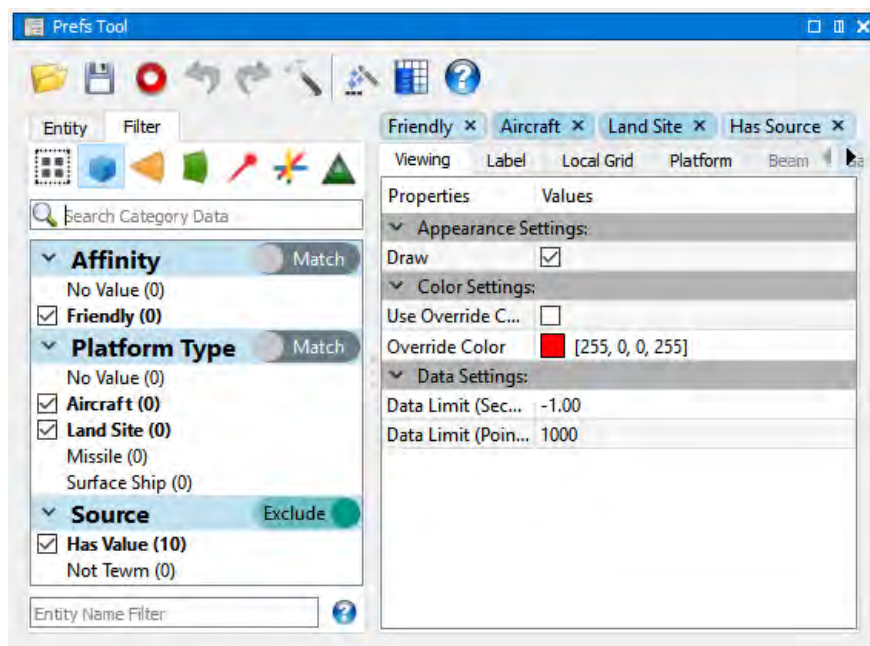 Prefs Tool
Entity Filter
Search Category Data
Affinity Match
No Value (0)
Friendly (0)
Platform Type Match
No Value (0)
Aircraft (0)
Land Site (0)
Missile (0)
Surface Ship (0)
Source Exclude
Has Value (10)
Not Tewm (0)
Entity Name Filter
Friendly × Aircraft × Land Site × Has Source ×
Viewing Label Local Grid Platform Beam
Properties Values
Appearance Settings:
Draw
Color Settings:
Use Override C...
Override Color [255, 0, 0, 255]
Data Settings:
Data Limit (Sec... -1.00
Data Limit (Poin... 1000